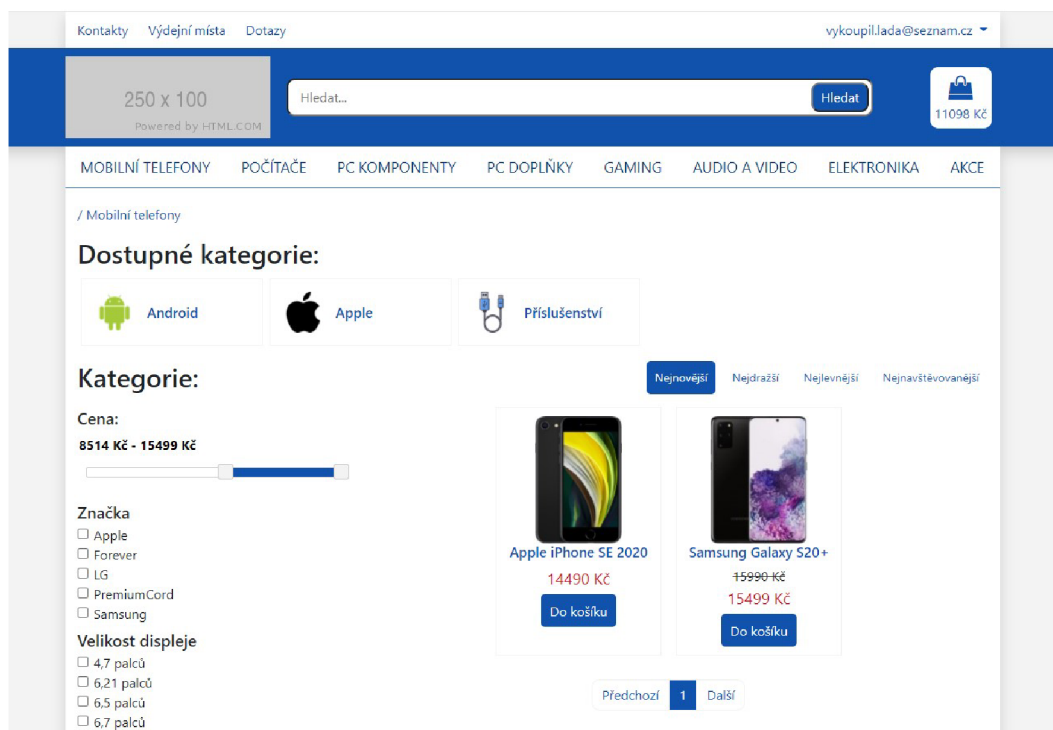 Kontakty Výdejní místa Dotazy vykoupil.lada@seznam.cz
250 x 100
Powered by HTML.COM
Hledat... Hledat
11098 Kč
MOBILNÍ TELEFONY POČÍTAČE PC KOMPONENTY PC DOPLŇKY GAMING AUDIO A VIDEO ELEKTRONIKA AKCE
/ Mobilní telefony
Dostupné kategorie:
Android Apple Příslušenství
Kategorie:
Nejnovější Nejdražší Nejlevnější Nejnavštěvovanější
Cena:
8514 Kč - 15499 Kč
Značka
Apple
Forever
LG
PremiumCord
Samsung
Velikost displeje
4,7 palců
6,21 palců
6,5 palců
6,7 palců
Apple iPhone SE 2020
14490 Kč
Do košíku
Samsung Galaxy S20+
15990 Kč
15499 Kč
Do košíku
Předchozí 1 Další